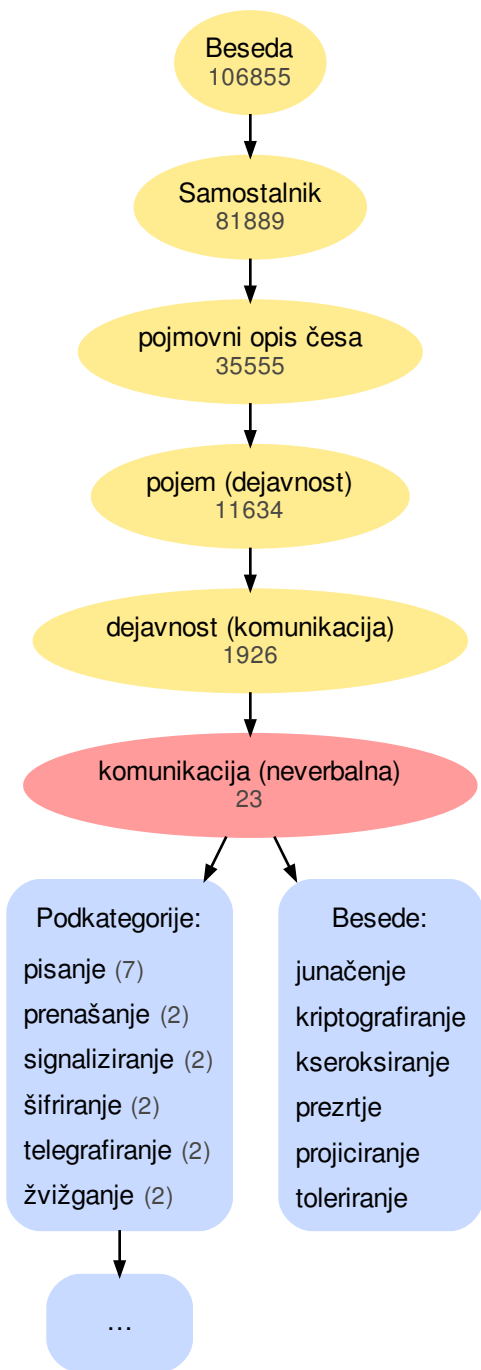 Beseda
106855
Samostalnik
81889
pojmovni opis česa
35555
pojem (dejavnost)
11634
dejavnost (komunikacija)
1926
komunikacija (neverbalna)
23
Podkategorije:
pisanje (7)
prenašanje (2)
signaliziranje (2)
šifriranje (2)
telegrafiranje (2)
žvižganje (2)
Besede:
junačenje
kriptografiranje
kseroksiranje
prezrtje
projiciranje
toleriranje
...